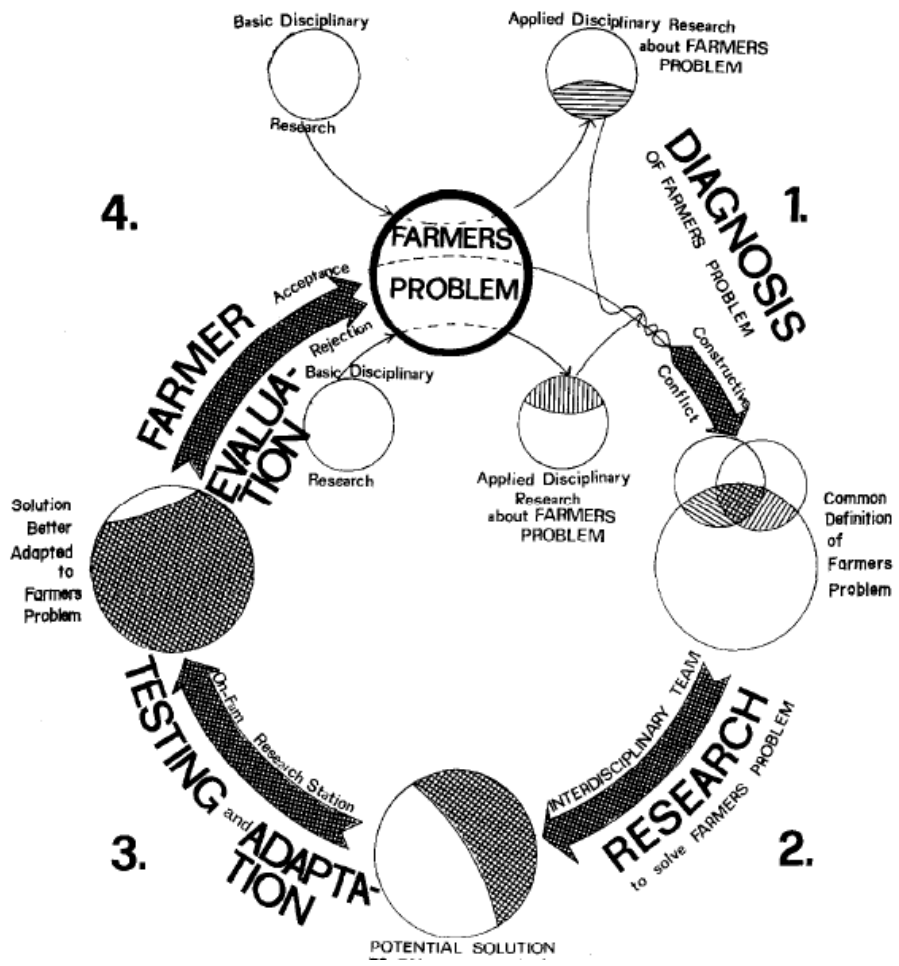 Basic Disciplinary
Research
Applied Disciplinary Research
about FARMERS
PROBLEM
1.
DIAGNOSIS
OF FARMERS PROBLEM
4.
FARMERS
PROBLEM
Acceptance
FARMER
Rejection
EVALUA-
TION
Basic Disciplinary
Research
Constructive
Conflict
Applied Disciplinary
Research
about FARMERS
PROBLEM
Solution
Better
Adapted
to
Farmers
Problem
Common
Definition
of
Farmers
Problem
INTERDISCIPLINARY TEAM
RESEARCH
to solve FARMERS PROBLEM
2.
On-Farm Research Station
TESTING and ADAPTA-
TION
3.
POTENTIAL SOLUTION